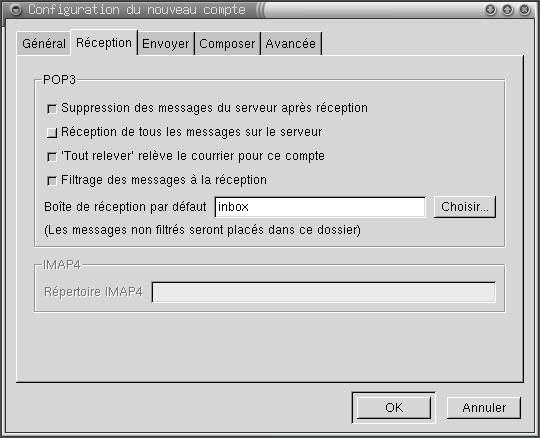 Configuration du nouveau compte
Général Réception Envoyer Composer Avancée
POP3
Suppression des messages du serveur après réception
Réception de tous les messages sur le serveur
'Tout relever' relève le courrier pour ce compte
Filtrage des messages à la réception
Boîte de réception par défaut inbox Choisir...
(Les messages non filtrés seront placés dans ce dossier)
IMAP4
Répertoire IMAP4
OK Annuler